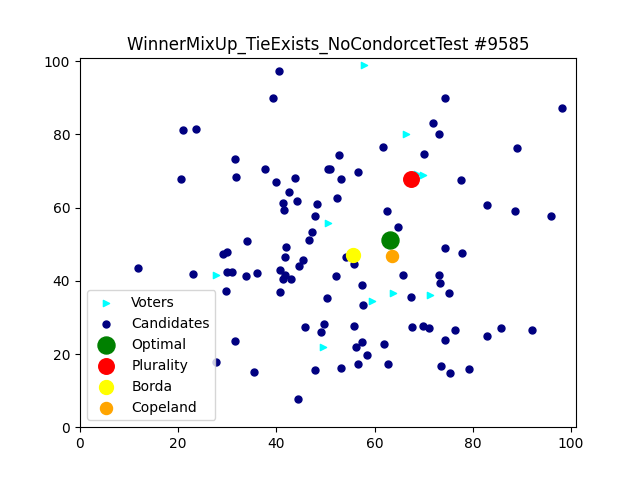 WinnerMixUp_TieExists_NoCondorcetTest #9585
100
80
60
40
20
0
Voters
Candidates
Optimal
Plurality
Borda
Copeland
0 20 40 60 80 100